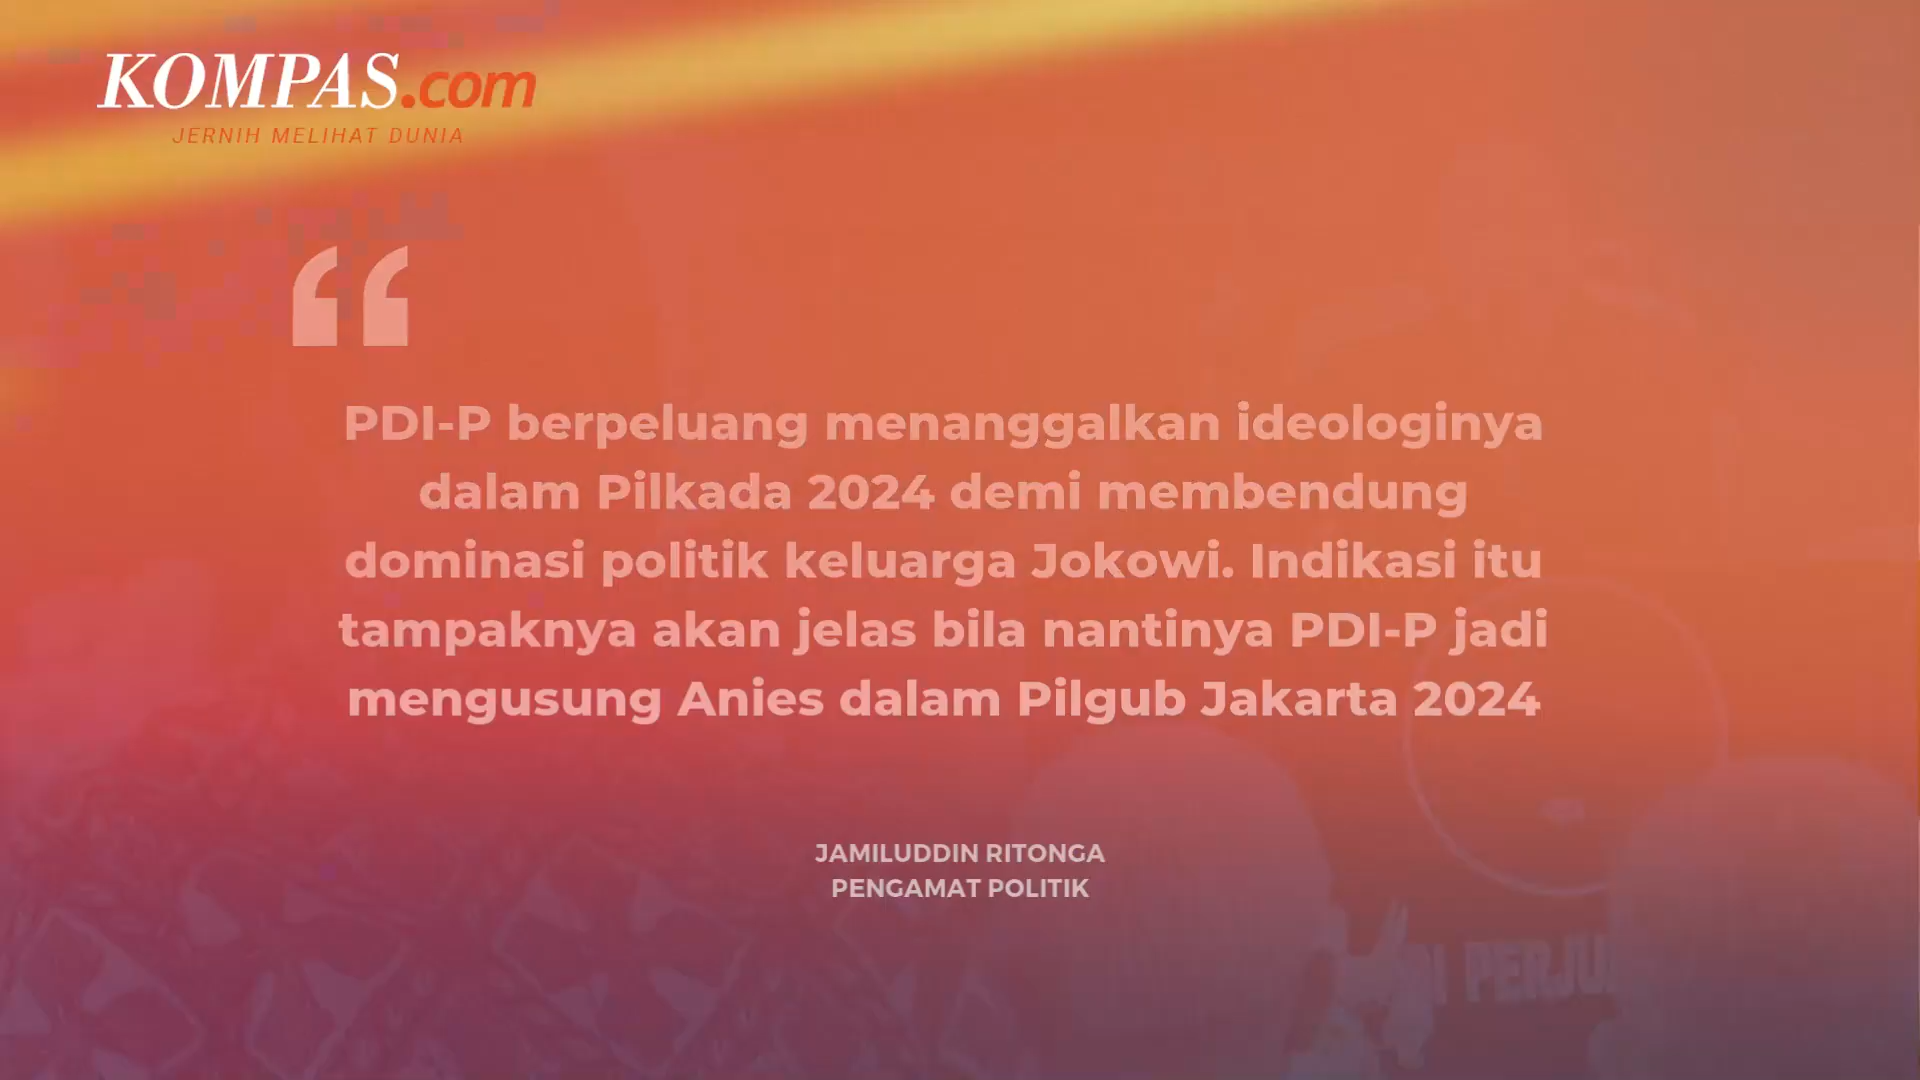 KOMPAS.com
JERNIH MELIHAT DUNIA
“
PDI-P berpeluang menanggalkan ideologinya
dalam Pilkada 2024 demi membendung
dominasi politik keluarga Jokowi. Indikasi itu
tampaknya akan jelas bila nantinya PDI-P jadi
mengusung Anies dalam Pilgub Jakarta 2024
JAMILUDDIN RITONGA
PENGAMAT POLITIK